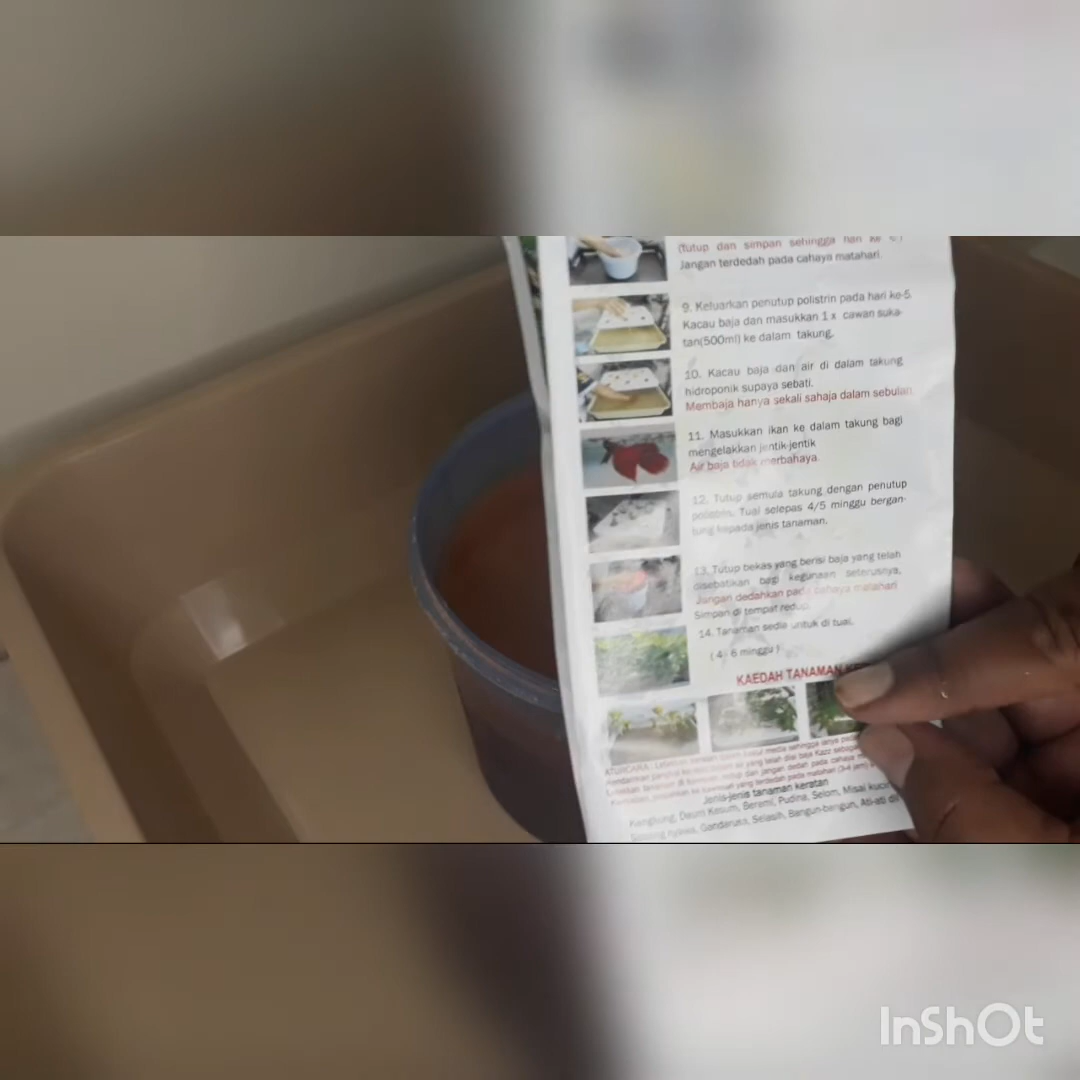 (Tutup dan simpan sehingga hari ke
Jangan terdedah pada cahaya matahari.
9. Keluarkan penutup polistrin pada hari ke-5.
Kacau baja dan masukkan 1 x cawan suka-
tan(500ml) ke dalam takung.
10. Kacau baja dan air di dalam takung
hidroponik supaya sebati.
Membaja hanya sekali sahaja dalam sebulan.
11. Masukkan ikan ke dalam takung bagi
mengelakkan jentik-jentik
Air baja tidak merbahaya.
12. Tutup semula takung dengan penutup
polistrin. Tuai selepas 4/5 minggu bergan-
tung kepada jenis tanaman.
13. Tutup bekas yang berisi baja yang telah
disebatikan bagi kegunaan seterusnya.
Jangan dedahkan pada cahaya matahari
Simpan di tempat redup.
14. Tanaman sedia untuk di tuai.
( 4- 6 minggu )
KAEDAH TANAMAN
Jenis-jenis tanaman keratan
Kangkung, Daun Kesum, Beremi, Pudina, Selom, Misai kucing
Gandarusa, Selasih, Bangun-bangun, Ati-ati
InShOt